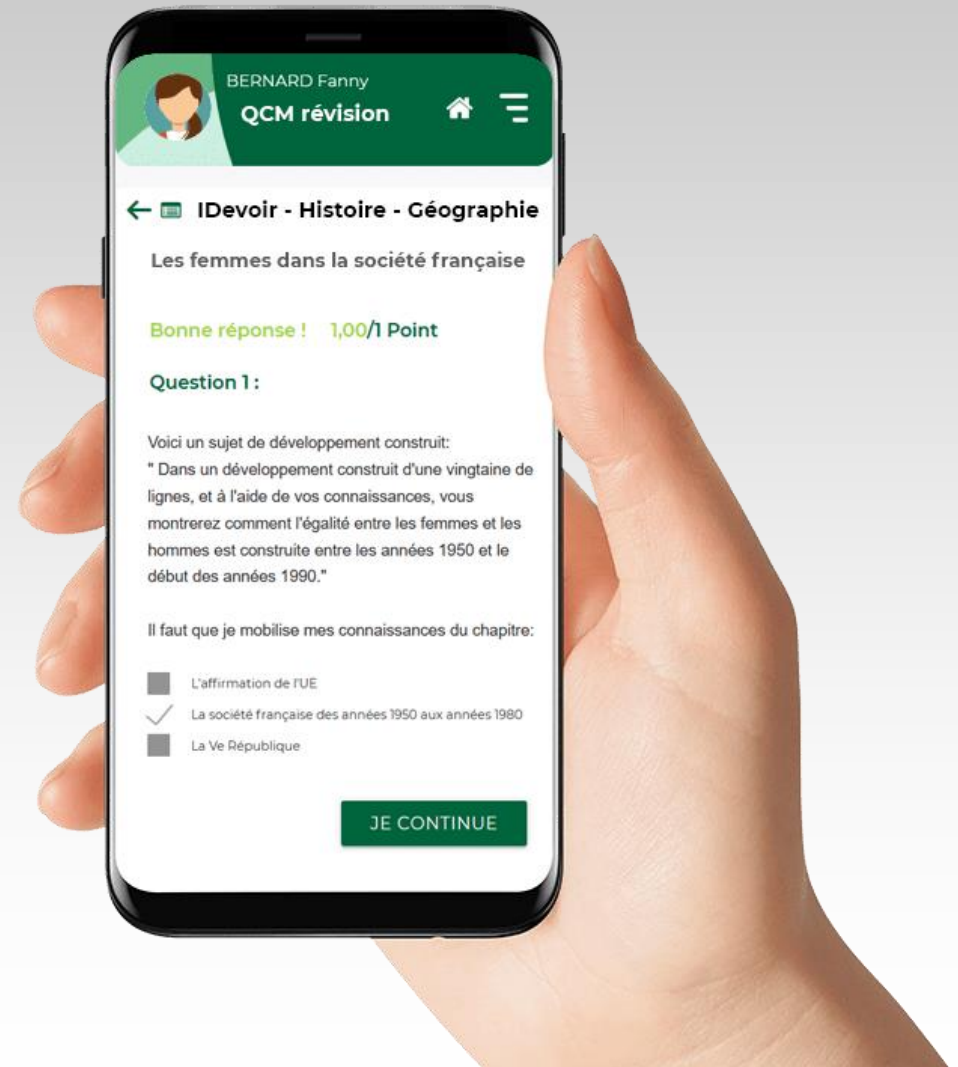 BERNARD Fanny
QCM révision
IDevoir - Histoire - Géographie
Les femmes dans la société française
Bonne réponse ! 1,00/1 Point
Question 1 :
Voici un sujet de développement construit:
" Dans un développement construit d'une vingtaine de
lignes, et à l'aide de vos connaissances, vous
montrerez comment l'égalité entre les femmes et les
hommes est construite entre les années 1950 et le
début des années 1990."
Il faut que je mobilise mes connaissances du chapitre:
L'affirmation de l'UE
La société française des années 1950 aux années 1980
La Ve République
JE CONTINUE